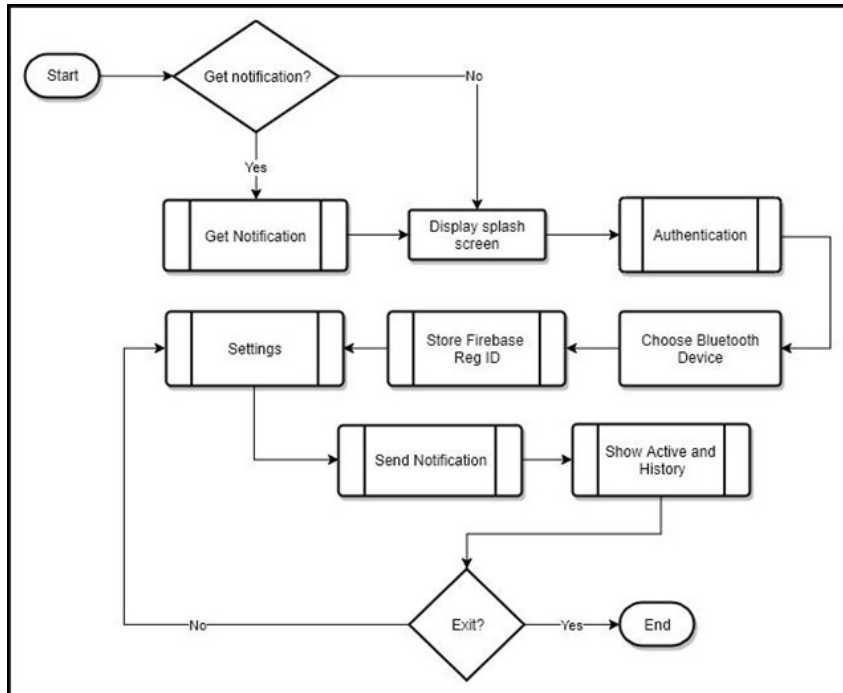 Start
Get notification?
No
Yes
Get Notification
Display splash
screen
Authentication
Settings
Store Firebase
Reg ID
Choose Bluetooth
Device
Send Notification
Show Active and
History
No
Exit?
Yes
End